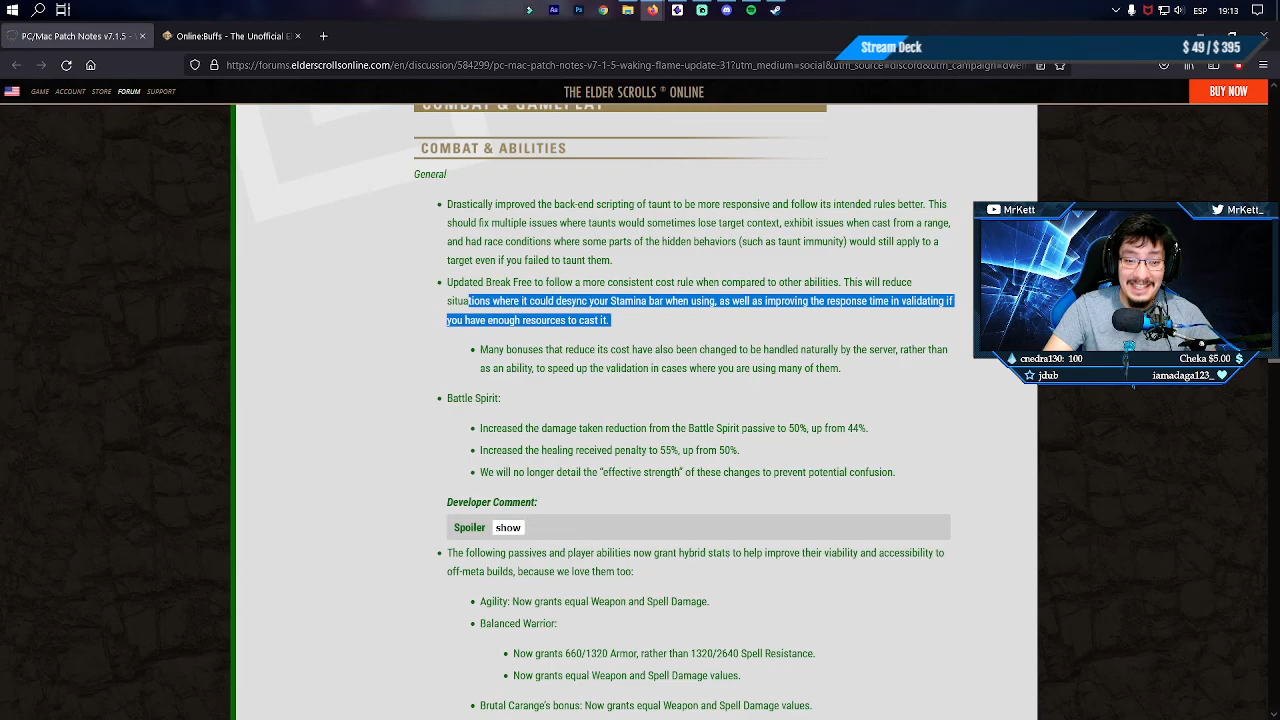 19:13
PC/Mac Patch Notes v7.1.5 -
Online:Buffs - The Unofficial El
Stream Deck
$ 49 / $ 395
https://forums.elderscrollsonline.com/en/discussion/584299/pc-mac-patch-notes-v7-1-5-waking-flame-update-31?utm_medium=social&utm_source=discord&utm_campaign=dwem
GAME ACCOUNT STORE FORUM SUPPORT
THE ELDER SCROLLS ® ONLINE
BUY NOW
COMBAT & GAMEPLAY
COMBAT & ABILITIES
General
• Drastically improved the back-end scripting of taunt to be more responsive and follow its intended rules better. This
should fix multiple issues where taunts would sometimes lose target context, exhibit issues when cast from a range,
and had race conditions where some parts of the hidden behaviors (such as taunt immunity) would still apply to a
target even if you failed to taunt them.
• Updated Break Free to follow a more consistent cost rule when compared to other abilities. This will reduce
situations where it could desync your Stamina bar when using, as well as improving the response time in validating if
you have enough resources to cast it.
• Many bonuses that reduce its cost have also been changed to be handled naturally by the server, rather than
as an ability, to speed up the validation in cases where you are using many of them.
• Battle Spirit:
• Increased the damage taken reduction from the Battle Spirit passive to 50%, up from 44%.
• Increased the healing received penalty to 55%, up from 50%.
• We will no longer detail the “effective strength” of these changes to prevent potential confusion.
Developer Comment:
Spoiler show
• The following passives and player abilities now grant hybrid stats to help improve their viability and accessibility to
off-meta builds, because we love them too:
• Agility: Now grants equal Weapon and Spell Damage.
• Balanced Warrior:
• Now grants 660/1320 Armor, rather than 1320/2640 Spell Resistance.
• Now grants equal Weapon and Spell Damage values.
• Brutal Carange's bonus: Now grants equal Weapon and Spell Damage values.
MrKett
MrKett_
cnedra130: 100
Cheka $5.00
jdub
iamadaga123_